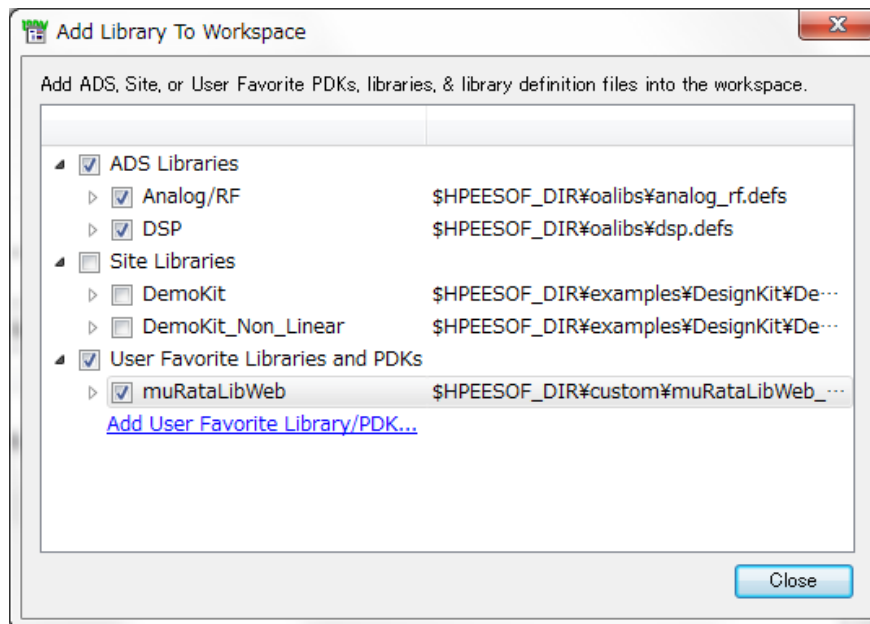 Add Library To Workspace
Add ADS, Site, or User Favorite PDKs, libraries, & library definition files into the workspace.
ADS Libraries
Analog/RF $HPEESOF_DIR¥oalibs¥analog_rf.defs
DSP $HPEESOF_DIR¥oalibs¥dsp.defs
Site Libraries
DemoKit $HPEESOF_DIR¥examples¥DesignKit¥De···
DemoKit_Non_Linear $HPEESOF_DIR¥examples¥DesignKit¥De···
User Favorite Libraries and PDKs
muRataLibWeb $HPEESOF_DIR¥custom¥muRataLibWeb_···
Add User Favorite Library/PDK...
Close